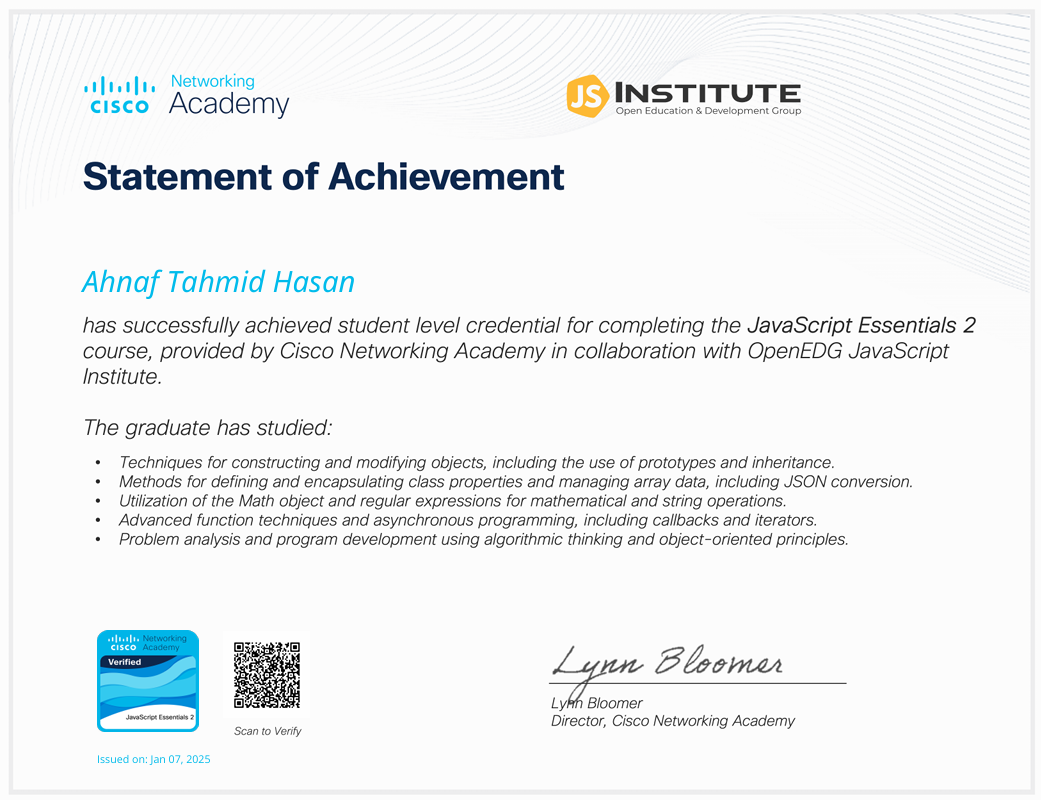 CISCO Networking Academy
JS INSTITUTE
Open Education & Development Group
Statement of Achievement
Ahnaf Tahmid Hasan
has successfully achieved student level credential for completing the JavaScript Essentials 2
course, provided by Cisco Networking Academy in collaboration with OpenEDG JavaScript
Institute.
The graduate has studied:
• Techniques for constructing and modifying objects, including the use of prototypes and inheritance.
• Methods for defining and encapsulating class properties and managing array data, including JSON conversion.
• Utilization of the Math object and regular expressions for mathematical and string operations.
• Advanced function techniques and asynchronous programming, including callbacks and iterators.
• Problem analysis and program development using algorithmic thinking and object-oriented principles.
CISCO Networking Academy
Verified
JavaScript Essentials 2
Scan to Verify
Issued on: Jan 07, 2025
Lynn Bloomer
Lynn Bloomer
Director, Cisco Networking Academy